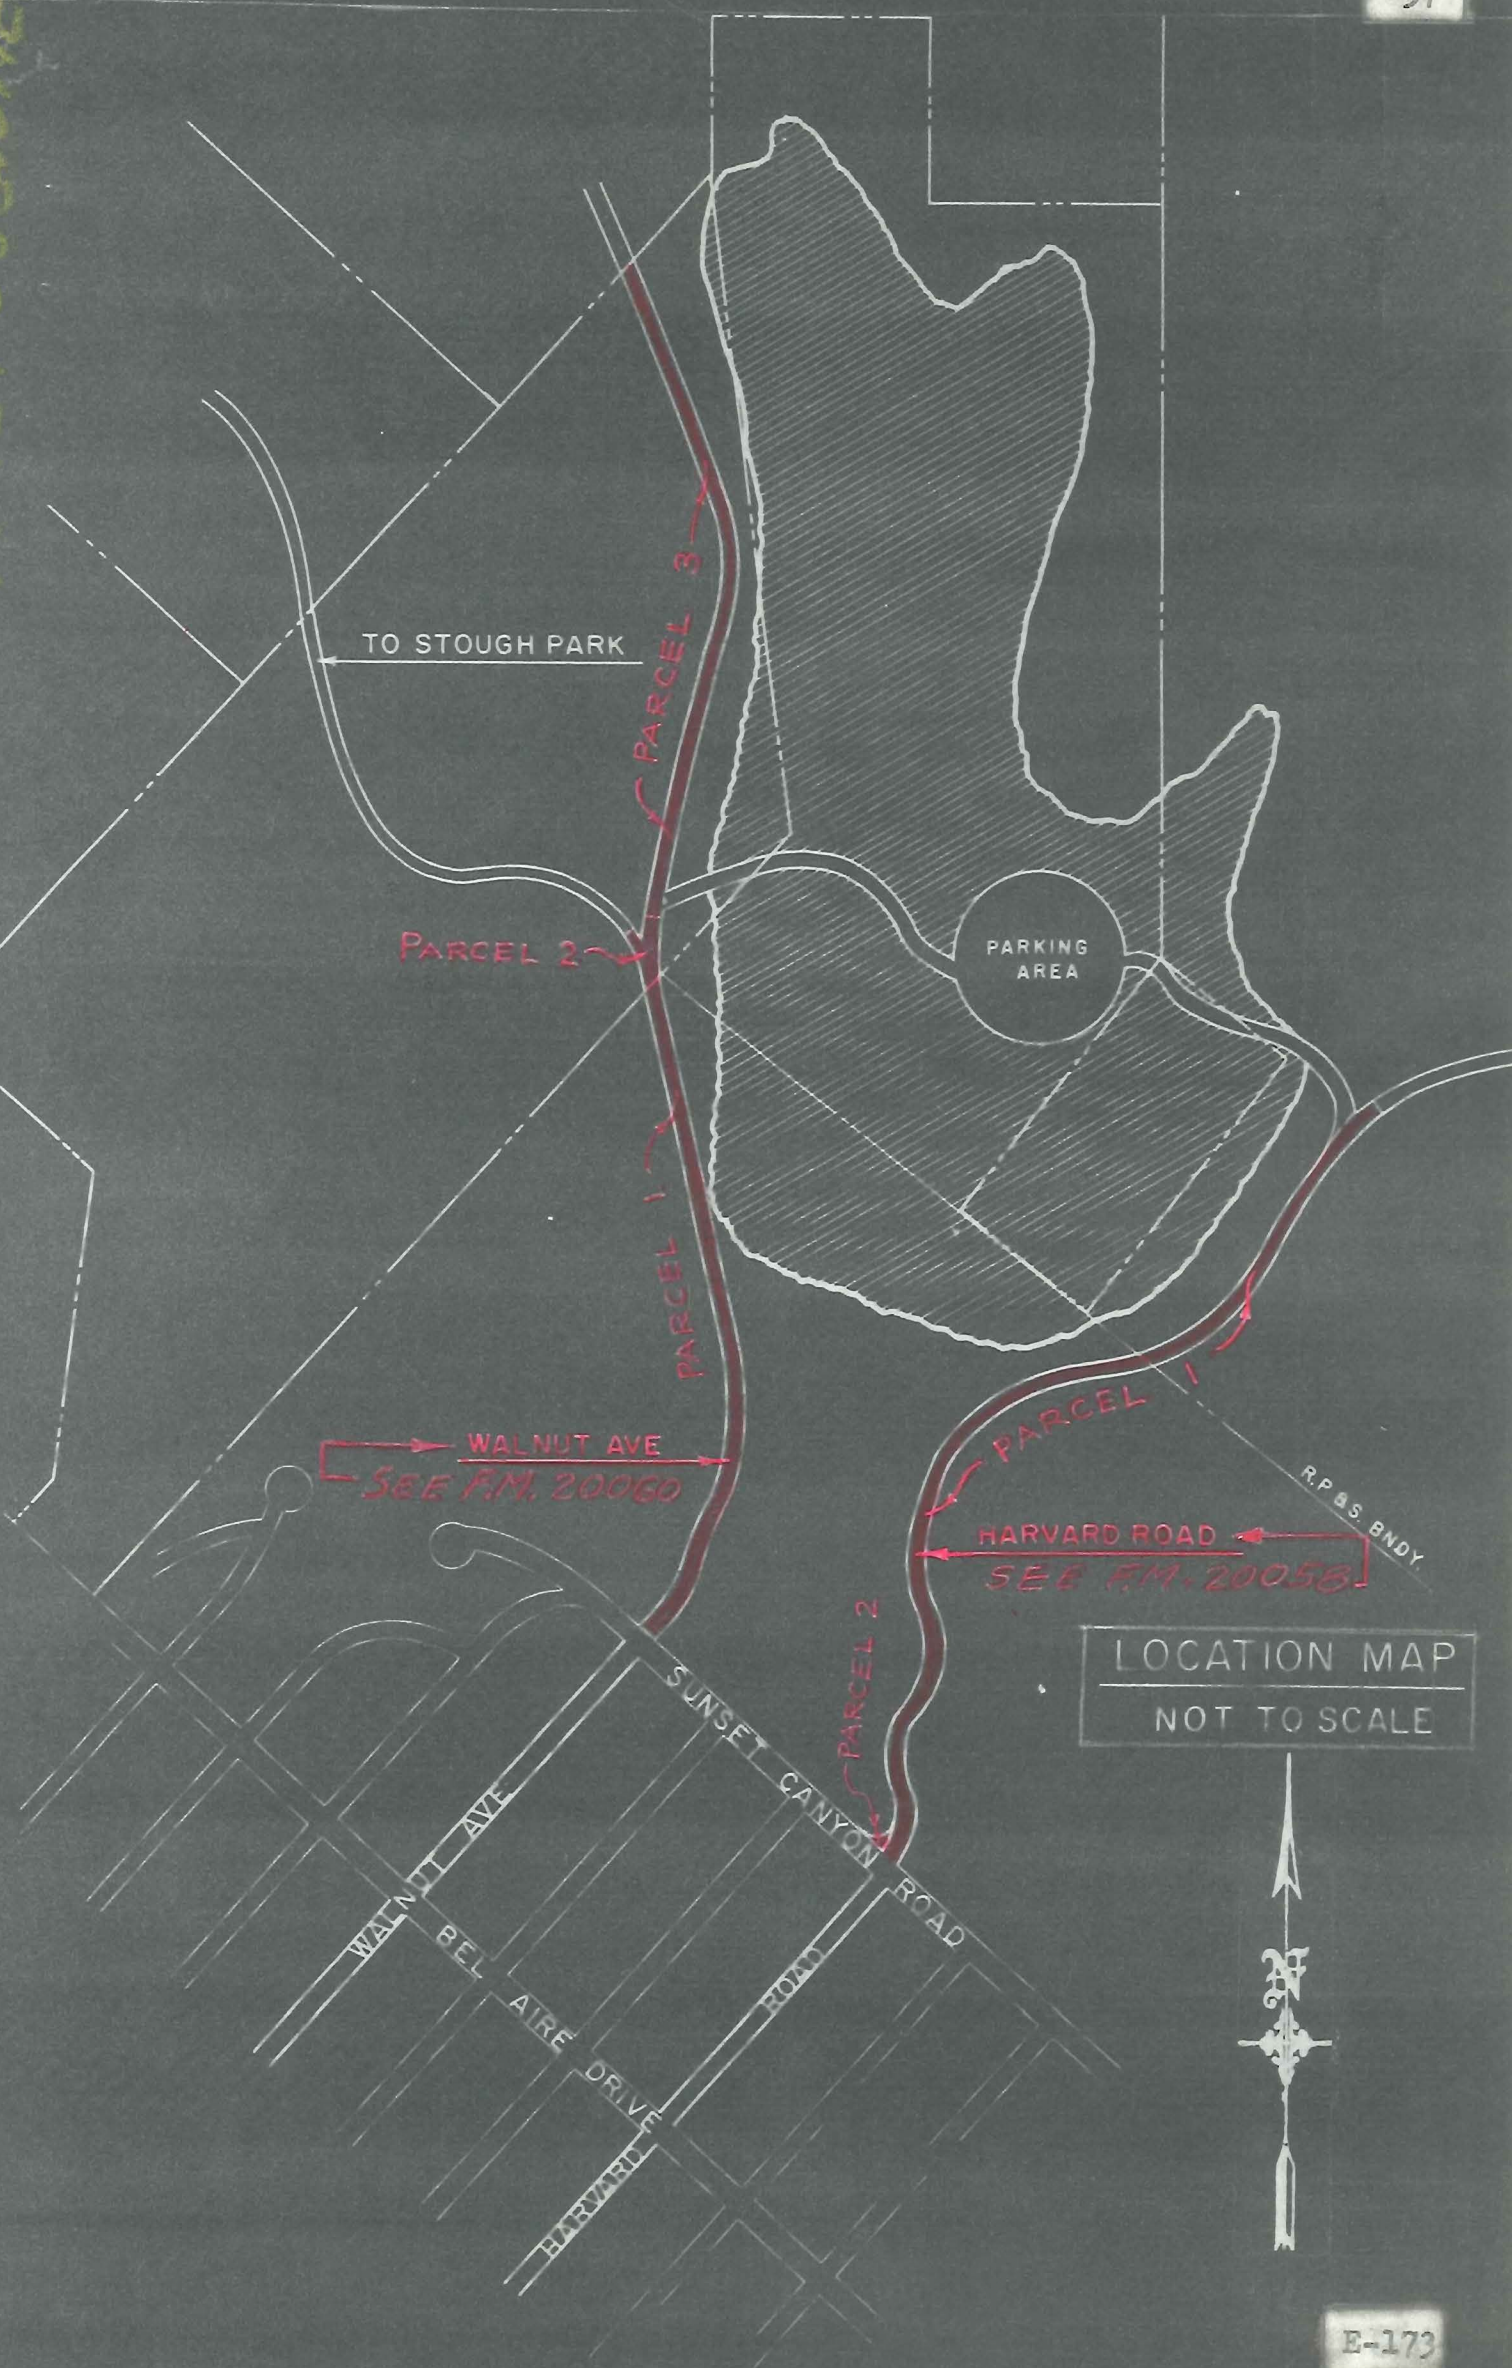 TO STOUGH PARK
PARCEL 3
PARCEL 2
PARKING
AREA
PARCEL 1
WALNUT AVE
SEE F.M. 20060
PARCEL 1
R.P. & S. BNDY.
HARVARD ROAD
SEE F.M. 20058
PARCEL 2
LOCATION MAP
NOT TO SCALE
SUNSET CANYON ROAD
WALNUT AVE
BEL AIRE DRIVE
HARVARD ROAD
N
E-173